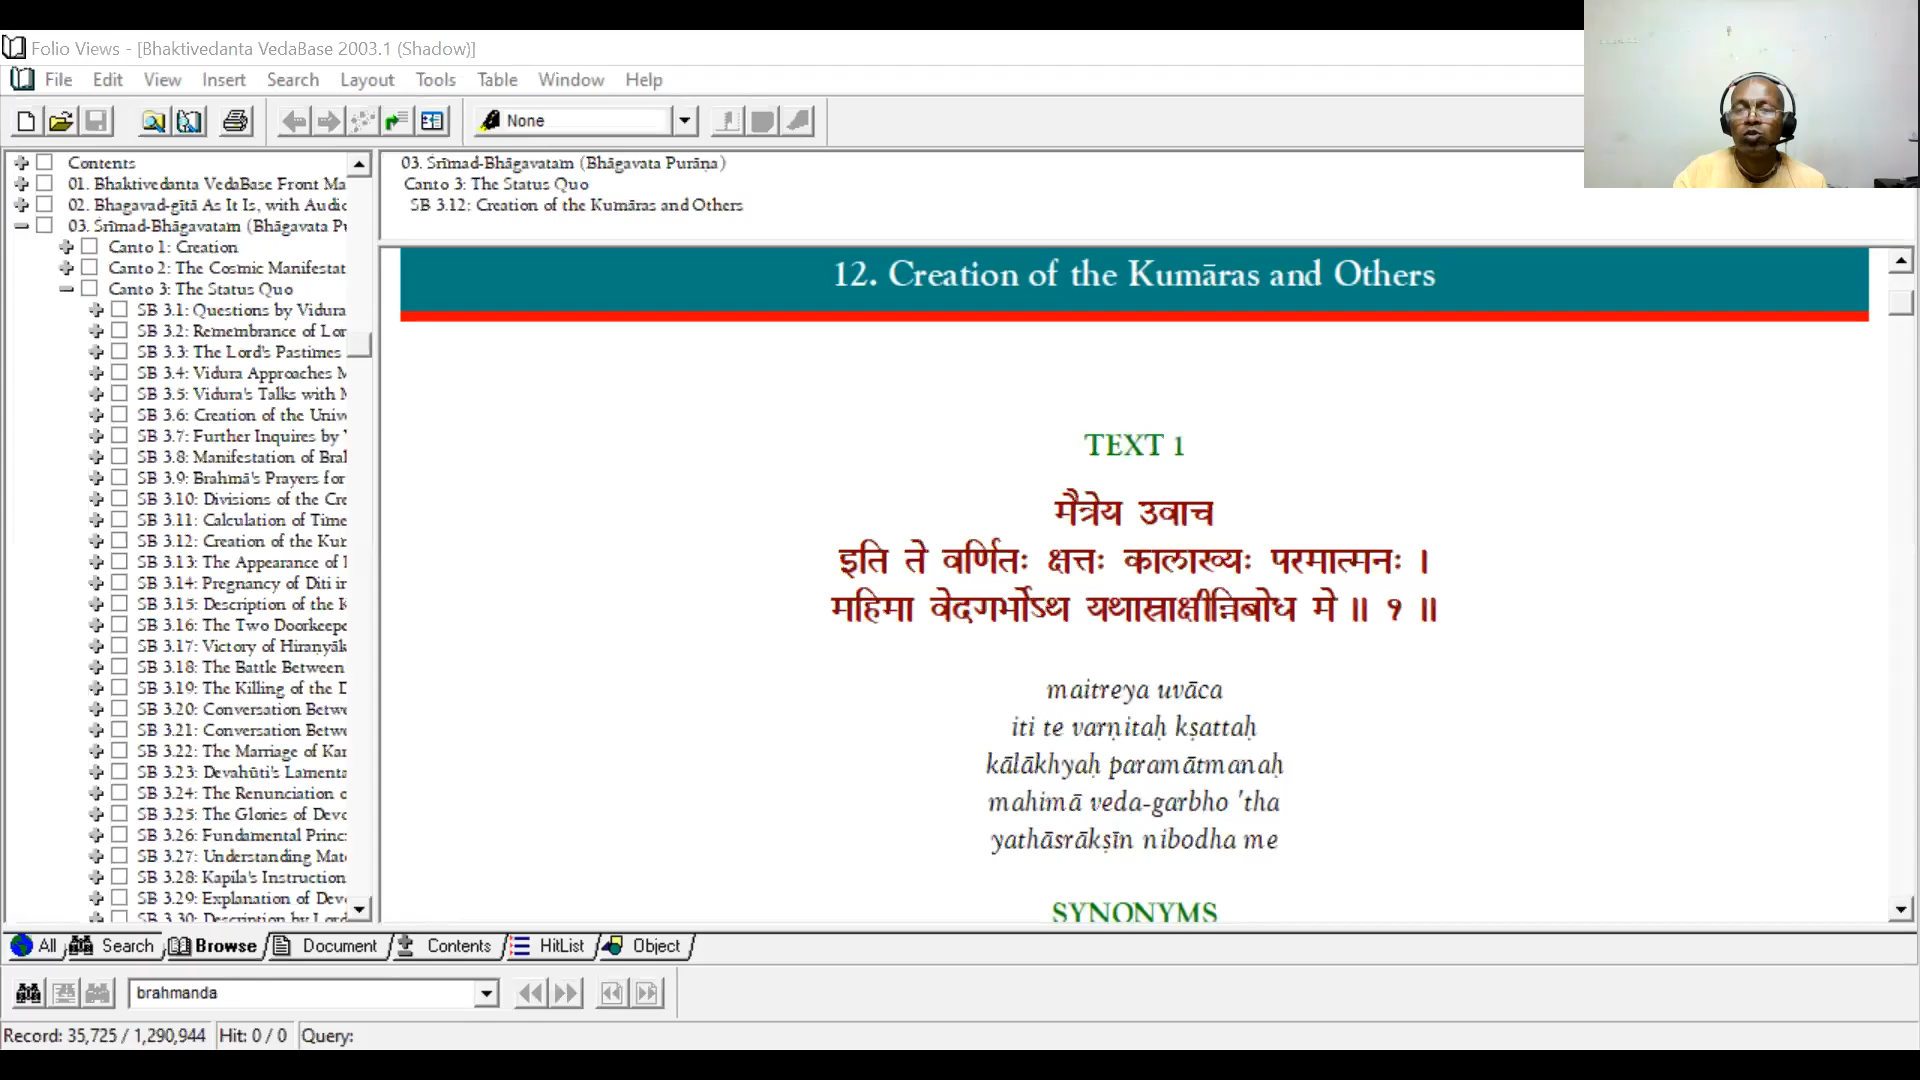 Folio Views - [Bhaktivedanta VedaBase 2003.1 (Shadow)]
File Edit View Insert Search Layout Tools Table Window Help
None
Contents
01. Bhaktivedanta VedaBase Front Ma
02. Bhagavad-gītā As It Is, with Audio
03. Śrīmad-Bhāgavatam (Bhāgavata Pu
Canto 1: Creation
Canto 2: The Cosmic Manifestat
Canto 3: The Status Quo
SB 3.1: Questions by Vidura
SB 3.2: Remembrance of Lor
SB 3.3: The Lord's Pastimes
SB 3.4: Vidura Approaches M
SB 3.5: Vidura's Talks with M
SB 3.6: Creation of the Univ
SB 3.7: Further Inquires by
SB 3.8: Manifestation of Bral
SB 3.9: Brahmā's Prayers for
SB 3.10: Divisions of the Cre
SB 3.11: Calculation of Time
SB 3.12: Creation of the Kum
SB 3.13: The Appearance of
SB 3.14: Pregnancy of Diti in
SB 3.15: Description of the K
SB 3.16: The Two Doorkeepe
SB 3.17: Victory of Hiraṇyāk
SB 3.18: The Battle Between
SB 3.19: The Killing of the D
SB 3.20: Conversation Betwe
SB 3.21: Conversation Betwe
SB 3.22: The Marriage of Kar
SB 3.23: Devahūti's Lamenta
SB 3.24: The Renunciation o
SB 3.25: The Glories of Devo
SB 3.26: Fundamental Princ
SB 3.27: Understanding Mate
SB 3.28: Kapila's Instruction
SB 3.29: Explanation of Dev
SB 3.30: Description by Lord
03. Śrīmad-Bhāgavatam (Bhāgavata Purāṇa)
Canto 3: The Status Quo
SB 3.12: Creation of the Kumāras and Others
12. Creation of the Kumāras and Others
TEXT 1
मैत्रेय उवाच
इति ते वर्णितः क्षत्तः कालाख्यः परमात्मनः ।
महिमा वेदगर्भोऽथ यथास्राक्षीन्निबोध मे ॥ १ ॥
maitreya uvāca
iti te varṇitaḥ kṣattaḥ
kālākhyaḥ paramātmanaḥ
mahimā veda-garbho 'tha
yathāsrākṣīn nibodha me
SYNONYMS
All Search Browse Document Contents HitList Object
brahmanda
Record: 35,725 / 1,290,944 Hit: 0 / 0 Query: